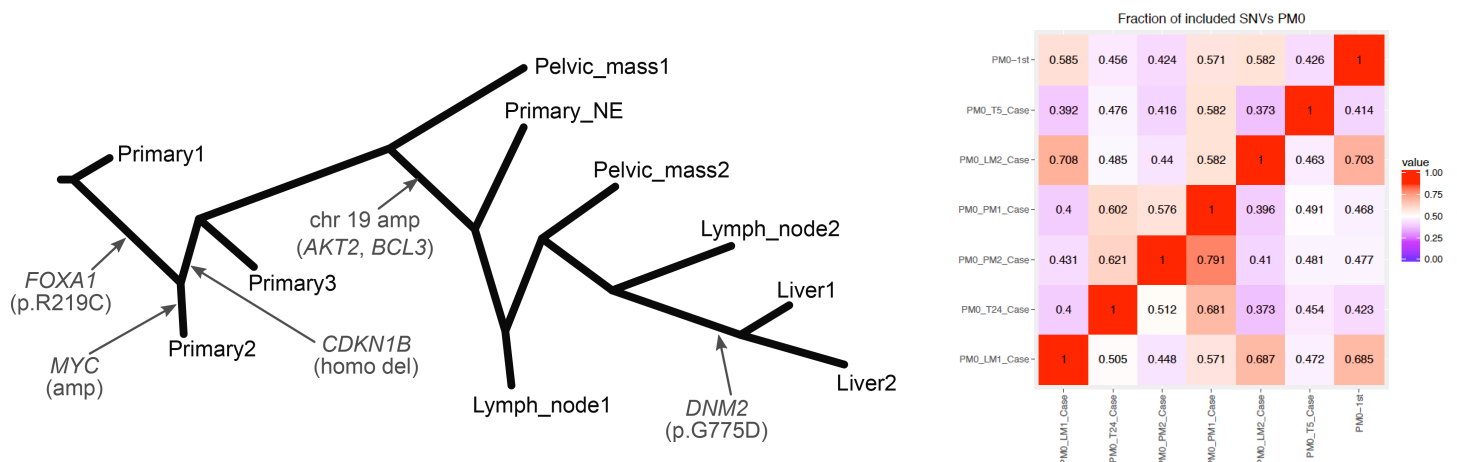 Pelvic_mass1
Primary_NE
Primary1
Pelvic_mass2
chr 19 amp
(AKT2, BCL3)
Lymph_node2
FOXA1
(p.R219C)
Primary3
Liver1
MYC
(amp)
Primary2
CDKN1B
(homo del)
Liver2
Lymph_node1
DNM2
(p.G775D)
Fraction of included SNVs PM0
PM0-1st 0.585 0.456 0.424 0.571 0.582 0.426 1
PM0_T5_Case 0.392 0.476 0.416 0.582 0.373 1 0.414
PM0_LM2_Case 0.708 0.485 0.44 0.582 1 0.463 0.703
PM0_PM1_Case 0.4 0.602 0.576 1 0.396 0.491 0.468
PM0_PM2_Case 0.431 0.621 1 0.791 0.41 0.481 0.477
PM0_T24_Case 0.4 1 0.512 0.681 0.373 0.454 0.423
PM0_LM1_Case 1 0.505 0.448 0.571 0.687 0.472 0.685
PM0_LM1_Case PM0_T24_Case PM0_PM2_Case PM0_PM1_Case PM0_LM2_Case PM0_T5_Case PM0-1st
value
1.00
0.75
0.50
0.25
0.00